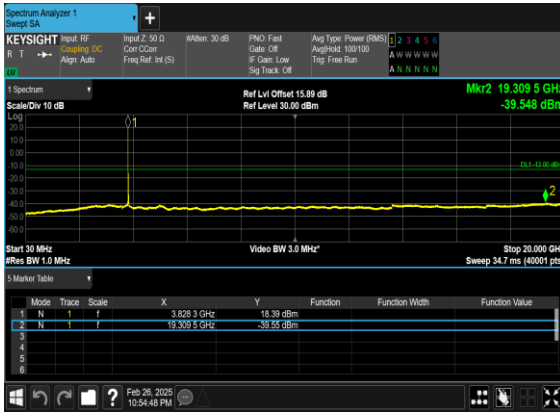 Spectrum Analyzer 1
Swept SA
+
KEYSIGHT Input: RF Input Z: 50 Ω #Atten: 30 dB PNO: Fast Avg Type: Power (RMS) 1 2 3 4 5 6
R T Coupling: DC Corr CCorr Gate: Off Avg|Hold: 100/100 A W W W W W
Align: Auto Freq Ref: Int (S) IF Gain: Low Trig: Free Run
Sig Track: Off A N N N N N
1 Spectrum Ref Lvl Offset 15.89 dB Mkr2 19.309 5 GHz
Scale/Div 10 dB Ref Level 30.00 dBm -39.548 dBm
Log
1
20.0
10.0
0.00
-10.0 DL1 -13.00 dBm
-20.0
-30.0
2
-40.0
-50.0
-60.0
Start 30 MHz Video BW 3.0 MHz* Stop 20.000 GH
#Res BW 1.0 MHz Sweep 34.7 ms (40001 pts
5 Marker Table
Mode Trace Scale X Y Function Function Width Function Value
1 N 1 f 3.828 3 GHz 18.39 dBm
2 N 1 f 19.309 5 GHz -39.55 dBm
3
4
5
6
? Feb 26, 2025
10:54:48 PM